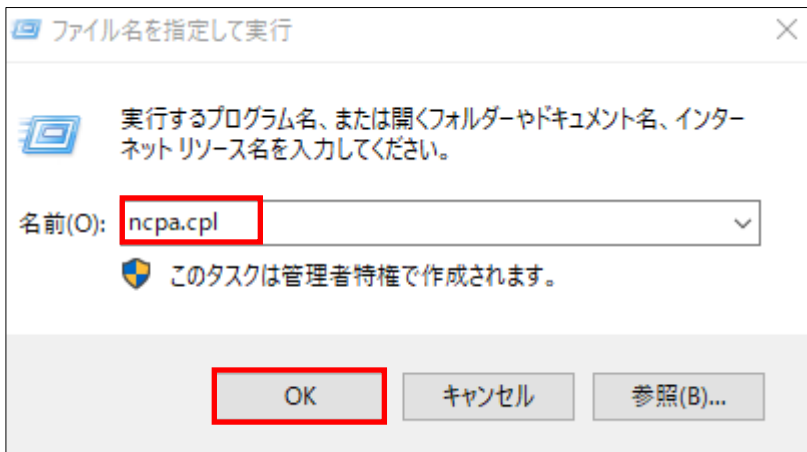 ファイル名を指定して実行
実行するプログラム名、または開くフォルダーやドキュメント名、インター
ネット リソース名を入力してください。
名前(O): ncpa.cpl
このタスクは管理者特権で作成されます。
OK キャンセル 参照(B)...